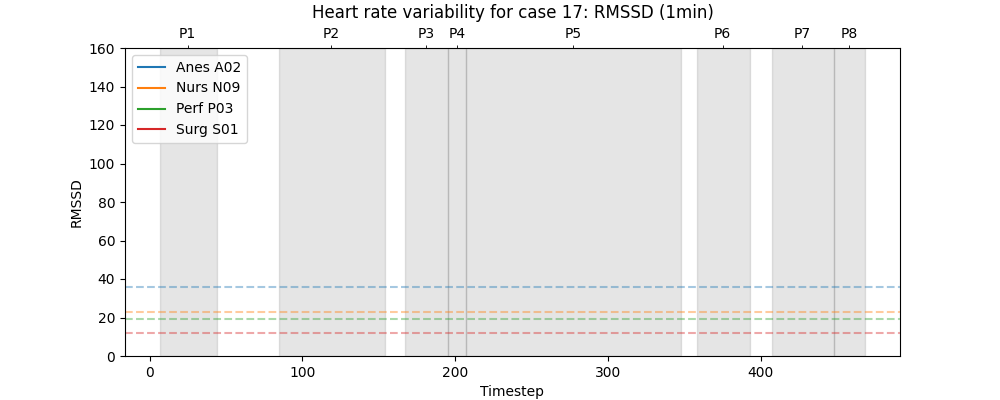 Heart rate variability for case 17: RMSSD (1min)
P1 P2 P3 P4 P5 P6 P7 P8
160
140
120
100
80
60
40
20
0
RMSSD
Anes A02
Nurs N09
Perf P03
Surg S01
0 100 200 300 400
Timestep